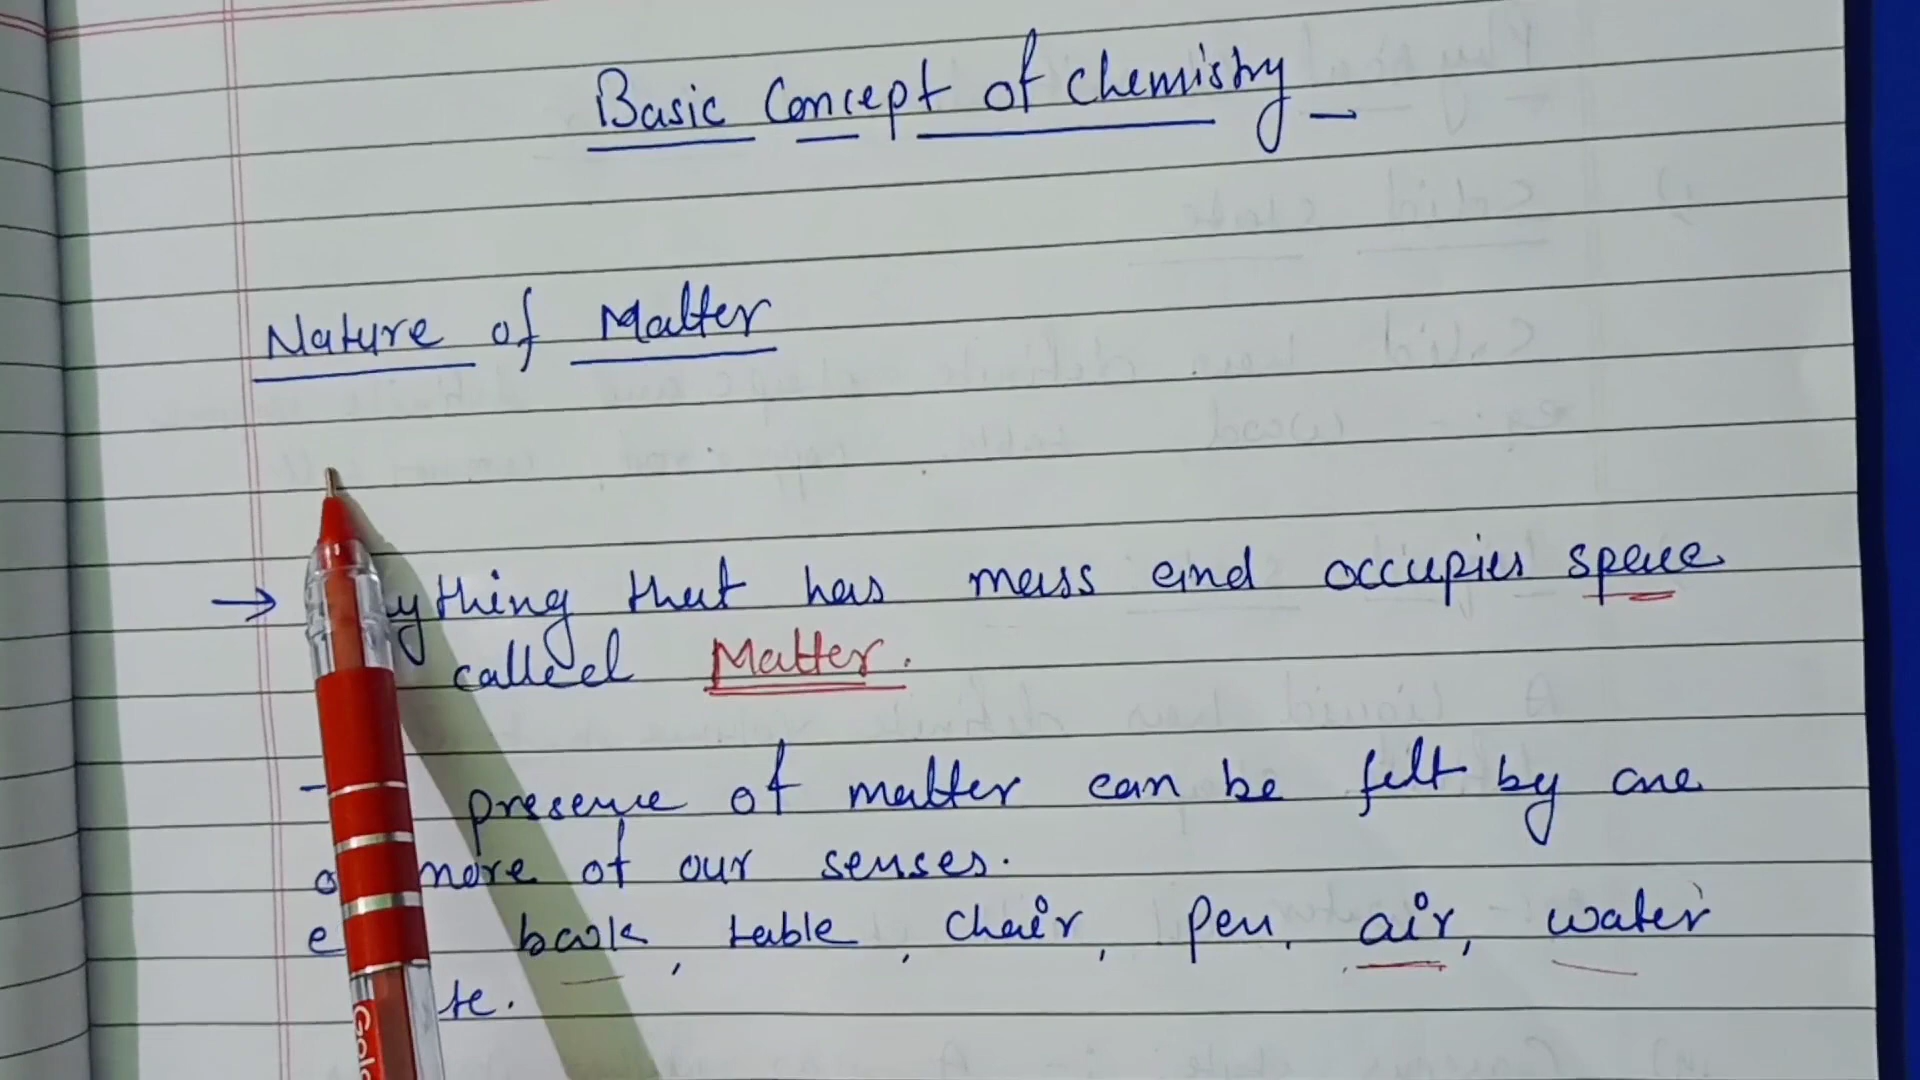 Basic Concept of Chemistry -
Nature of Matter
→ ything that has mass and occupies space
called Matter.
- presence of matter can be felt by one
more of our senses.
e book, table, Chair, Pen, air, water
te.